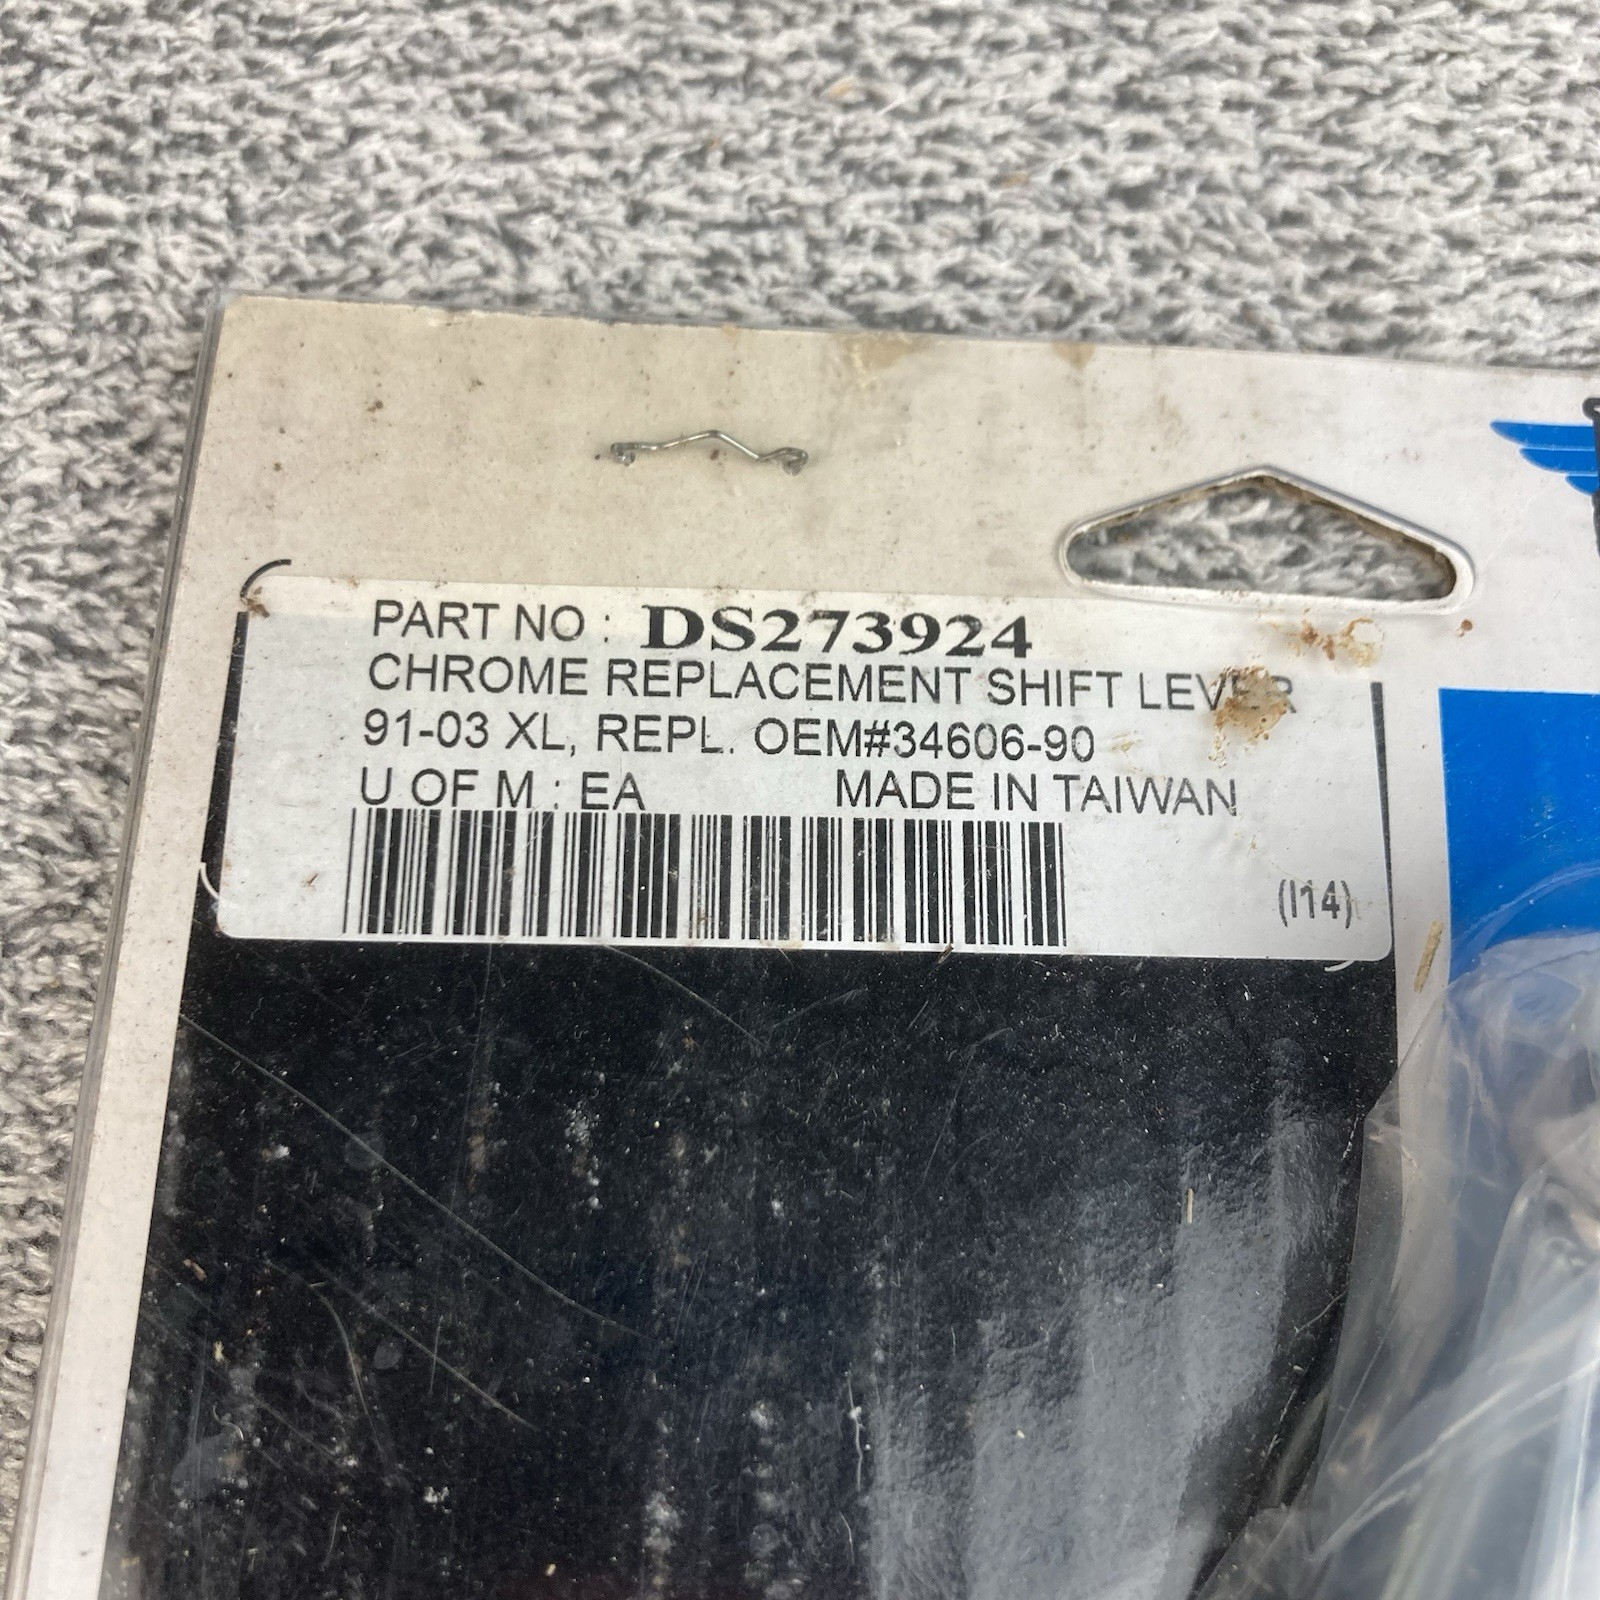 PART NO : DS273924
CHROME REPLACEMENT SHIFT LEVER
91-03 XL, REPL. OEM#34606-90
U OF M : EA MADE IN TAIWAN
(I14)